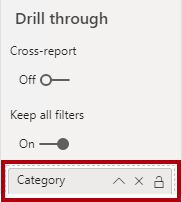 Drill through
Cross-report
Off
Keep all filters
On
Category